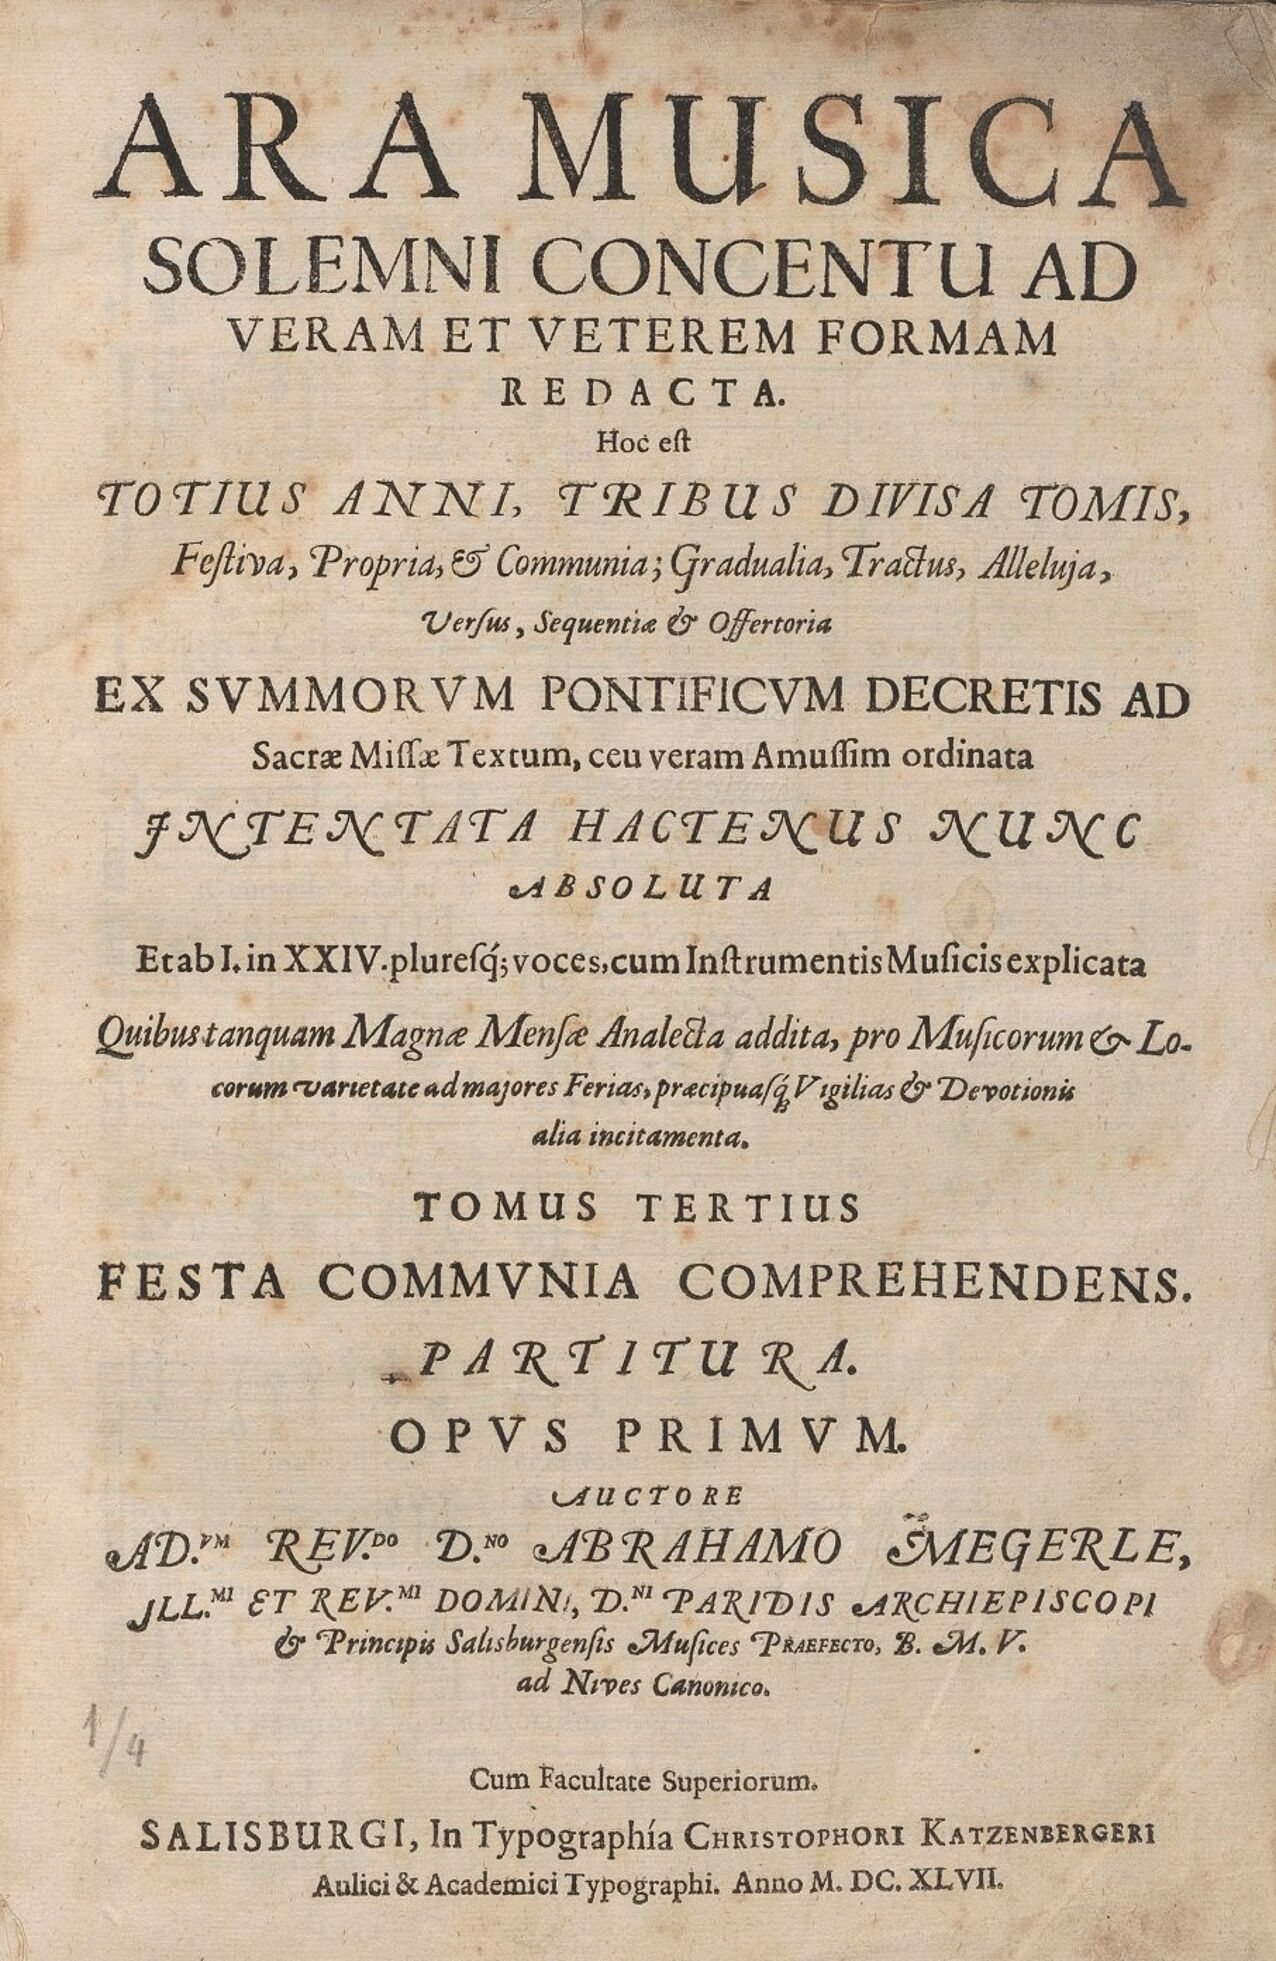 ARA MUSICA
SOLEMNI CONCENTU AD
VERAM ET VETEREM FORMAM
REDACTA.
Hoc eſt
TOTIUS ANNI, TRIBUS DIVISA TOMIS,
Feſtiva, Propria, & Communia; Gradualia, Tractus, Alleluja,
Verſus, Sequentiæ & Offertoria
EX SVMMORVM PONTIFICVM DECRETIS AD
Sacræ Miſſæ Textum, ceu veram Amuſſim ordinata
INTENTATA HACTENUS NUNC
ABSOLUTA
Et ab I. in XXIV. plureſq́; voces, cum Inſtrumentis Muſicis explicata
Quibus tanquam Magnæ Menſæ Analecta addita, pro Muſicorum & Lo-
corum varietate ad majores Ferias, præcipuaſq́; Vigilias & Devotionis
alia incitamenta.
TOMUS TERTIUS
FESTA COMMVNIA COMPREHENDENS.
PARTITURA.
OPVS PRIMVM.
AUCTORE
AD.VM REV.DO D.NO ABRAHAMO MEGERLE,
ILL.MI ET REV.MI DOMINI, D.NI PARIDIS ARCHIEPISCOPI
& Principis Salisburgenſis Muſices PRAEFECTO, B. M. V.
ad Nives Canonico.
1/4
Cum Facultate Superiorum.
SALISBURGI, In Typographía CHRISTOPHORI KATZENBERGERI
Aulici & Academici Typographi. Anno M. DC. XLVII.